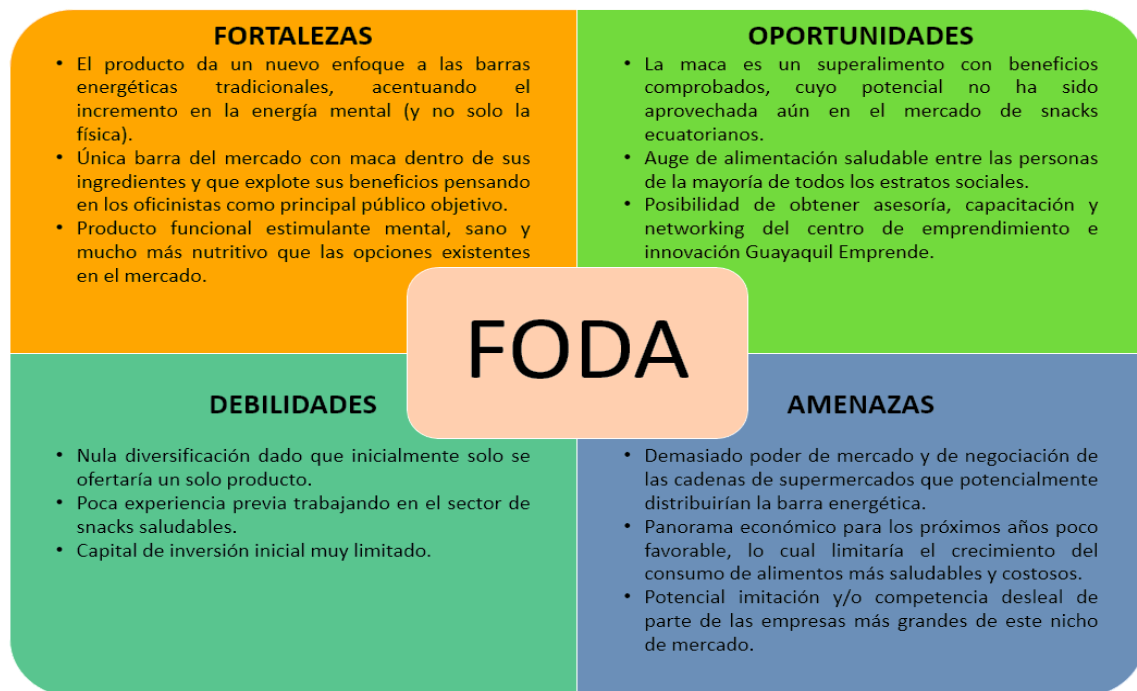 FORTALEZAS
• El producto da un nuevo enfoque a las barras
energéticas tradicionales, acentuando el
incremento en la energía mental (y no solo la
física).
• Única barra del mercado con maca dentro de sus
ingredientes y que explote sus beneficios pensando
en los oficinistas como principal público objetivo.
• Producto funcional estimulante mental, sano y
mucho más nutritivo que las opciones existentes
en el mercado.
OPORTUNIDADES
• La maca es un superalimento con beneficios
comprobados, cuyo potencial no ha sido
aprovechada aún en el mercado de snacks
ecuatorianos.
• Auge de alimentación saludable entre las personas
de la mayoría de todos los estratos sociales.
• Posibilidad de obtener asesoría, capacitación y
networking del centro de emprendimiento e
innovación Guayaquil Emprende.
FODA
DEBILIDADES
• Nula diversificación dado que inicialmente solo se
ofertaría un solo producto.
• Poca experiencia previa trabajando en el sector de
snacks saludables.
• Capital de inversión inicial muy limitado.
AMENAZAS
• Demasiado poder de mercado y de negociación de
las cadenas de supermercados que potencialmente
distribuirían la barra energética.
• Panorama económico para los próximos años poco
favorable, lo cual limitaría el crecimiento del
consumo de alimentos más saludables y costosos.
• Potencial imitación y/o competencia desleal de
parte de las empresas más grandes de este nicho
de mercado.